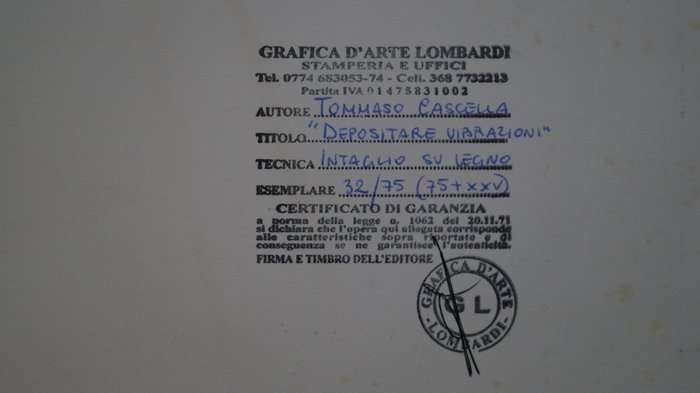 GRAFICA D'ARTE LOMBARDI
STAMPERIA E UFFICI
Tel. 0774 683053-74 - Cell. 368 7732213
Partita IVA 01475831002
AUTORE TOMMASO CASCELLA
TITOLO "DEPOSITARE VIBRAZIONI"
TECNICA INTAGLIO SU LEGNO
ESEMPLARE 32/75 (75+XXV)
CERTIFICATO DI GARANZIA
a norma della legge n. 1062 del 20.11.71
si dichiara che l'opera qui allegata corrisponde
alle caratteristiche sopra riportate e di
conseguenza se ne garantisce l'autenticità.
FIRMA E TIMBRO DELL'EDITORE
GRAFICA D'ARTE
GL
- LOMBARDI -